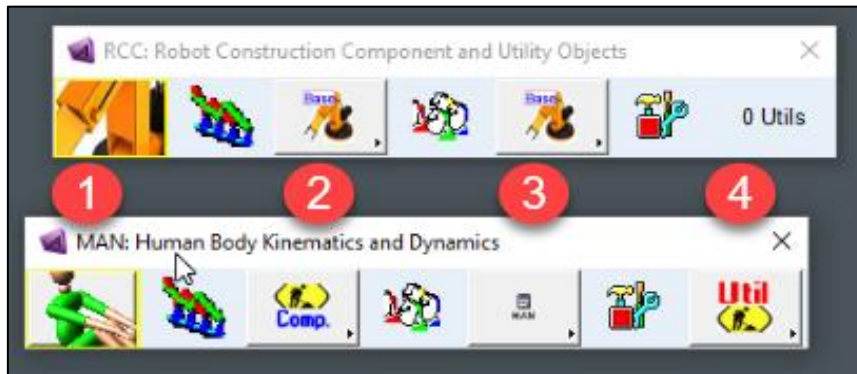 RCC: Robot Construction Component and Utility Objects
Base
Base
0 Utils
1
2
3
4
MAN: Human Body Kinematics and Dynamics
Comp.
MAN
Util